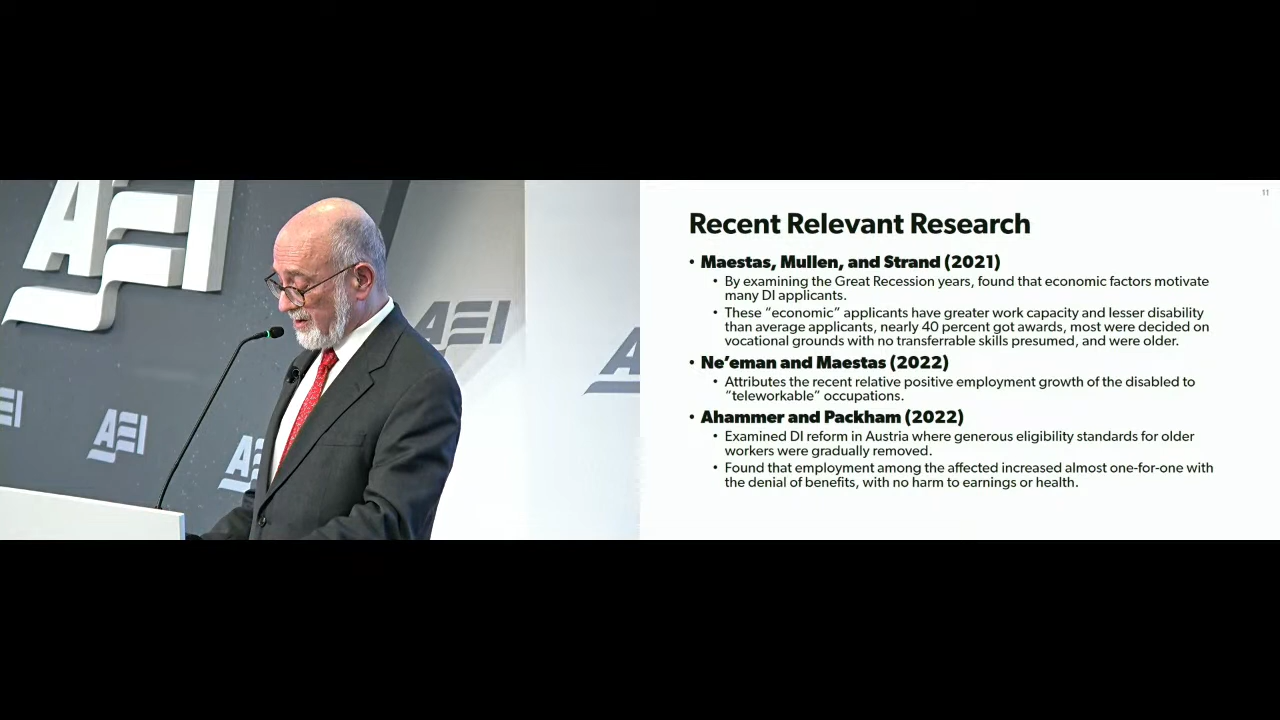 AEI
AEI
AEI
AEI
11
Recent Relevant Research
• Maestas, Mullen, and Strand (2021)
• By examining the Great Recession years, found that economic factors motivate
many DI applicants.
• These “economic” applicants have greater work capacity and lesser disability
than average applicants, nearly 40 percent got awards, most were decided on
vocational grounds with no transferrable skills presumed, and were older.
• Ne’eman and Maestas (2022)
• Attributes the recent relative positive employment growth of the disabled to
“teleworkable” occupations.
• Ahammer and Packham (2022)
• Examined DI reform in Austria where generous eligibility standards for older
workers were gradually removed.
• Found that employment among the affected increased almost one-for-one with
the denial of benefits, with no harm to earnings or health.